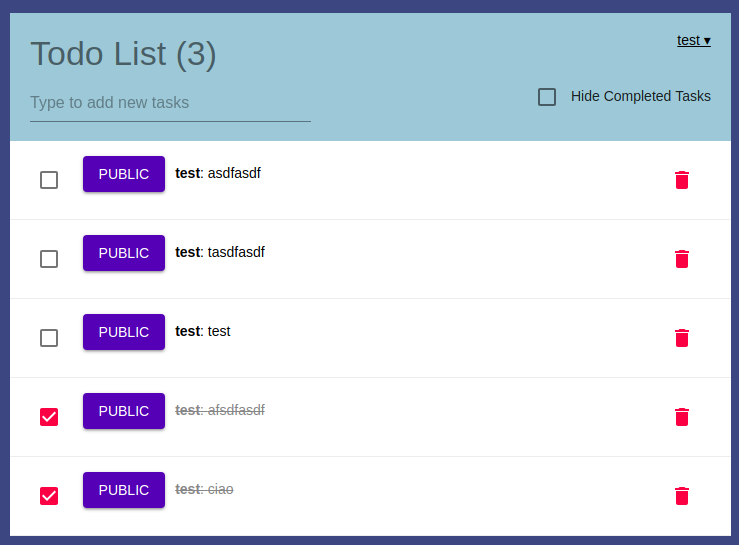 Todo List (3)
test ▾
Type to add new tasks
Hide Completed Tasks
PUBLIC test: asdfasdf
PUBLIC test: tasdfasdf
PUBLIC test: test
PUBLIC test: afsdfasdf
PUBLIC test: ciao